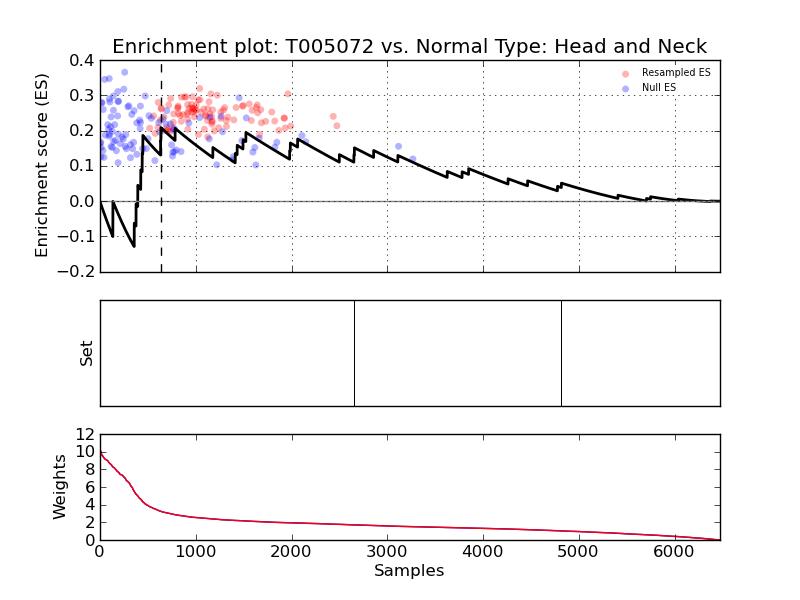 Enrichment plot: T005072 vs. Normal Type: Head and Neck
Enrichment score (ES)
0.4
0.3
0.2
0.1
0.0
−0.1
−0.2
Resampled ES
Null ES
Set
Weights
12
10
8
6
4
2
0
0 1000 2000 3000 4000 5000 6000
Samples